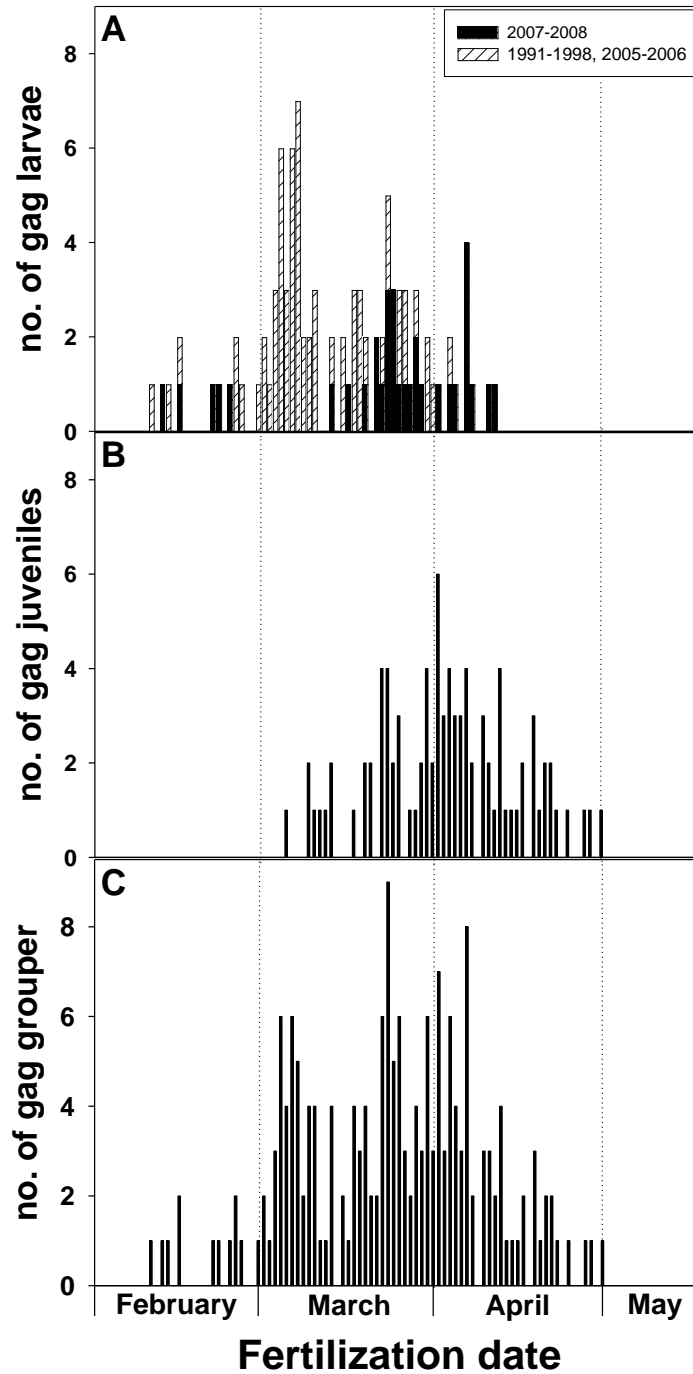 A
2007-2008
1991-1998, 2005-2006
8
6
4
2
0
no. of gag larvae
B
8
6
4
2
0
no. of gag juveniles
C
8
6
4
2
0
no. of gag grouper
February March April May
Fertilization date